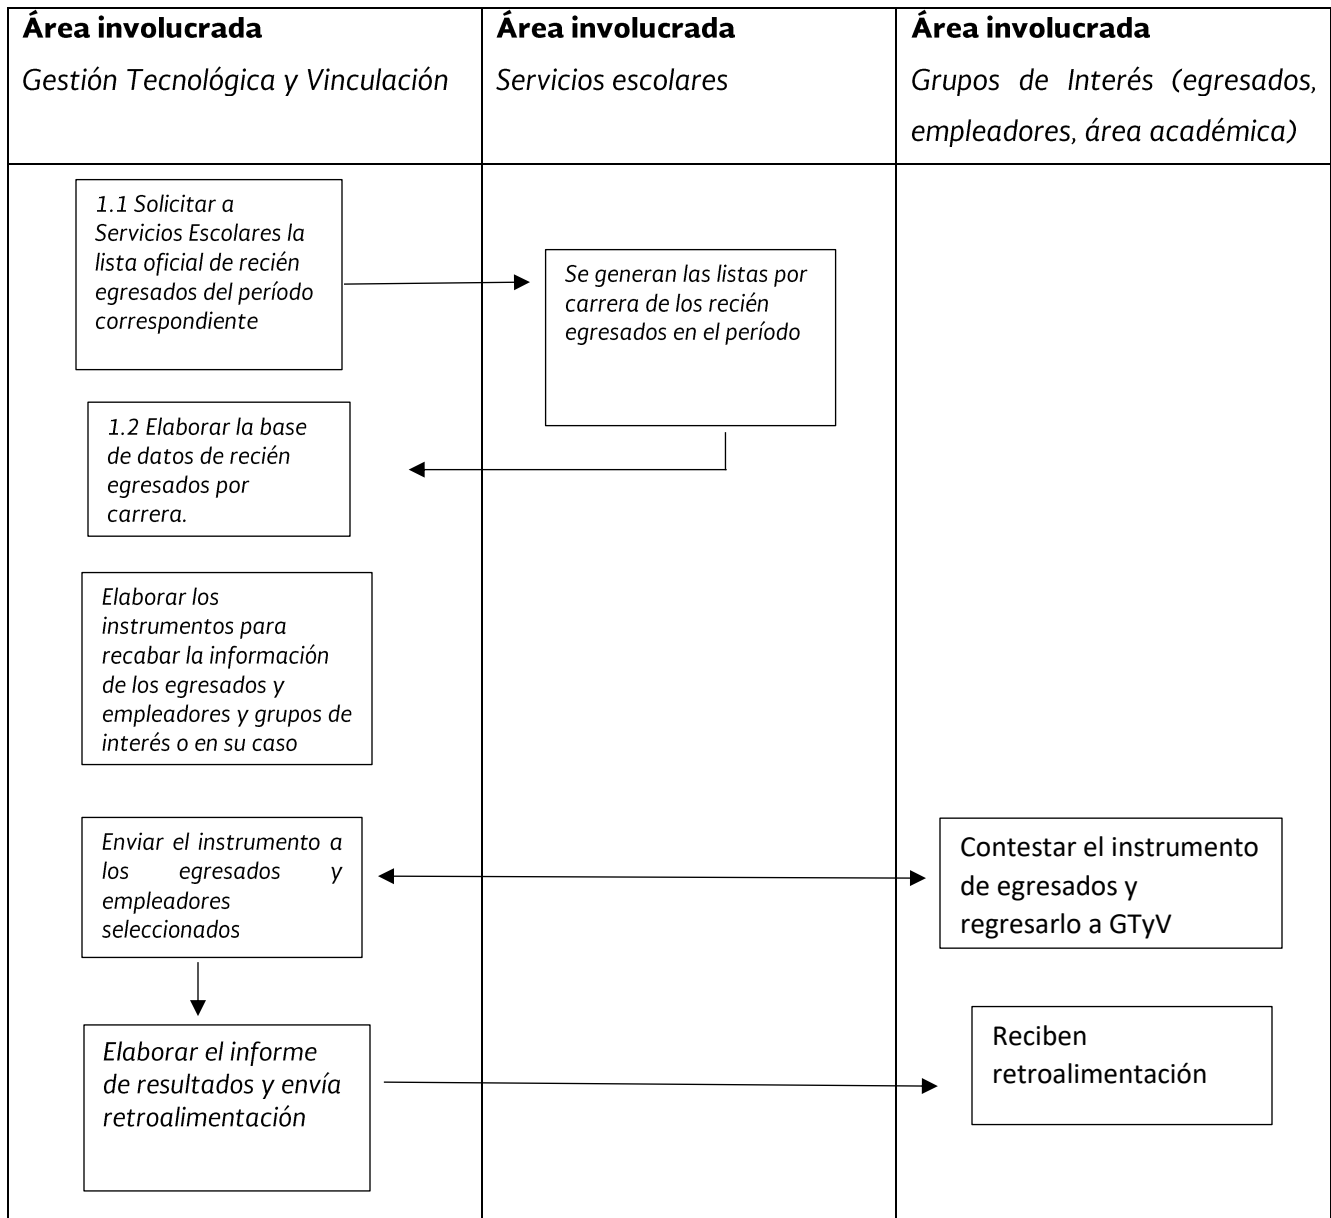 Área involucrada
Gestión Tecnológica y Vinculación
Área involucrada
Servicios escolares
Área involucrada
Grupos de Interés (egresados,
empleadores, área académica)
1.1 Solicitar a
Servicios Escolares la
lista oficial de recién
egresados del período
correspondiente
Se generan las listas por
carrera de los recién
egresados en el período
1.2 Elaborar la base
de datos de recién
egresados por
carrera.
Elaborar los
instrumentos para
recabar la información
de los egresados y
empleadores y grupos de
interés o en su caso
Enviar el instrumento a
los egresados y
empleadores
seleccionados
Contestar el instrumento
de egresados y
regresarlo a GTyV
Elaborar el informe
de resultados y envía
retroalimentación
Reciben
retroalimentación